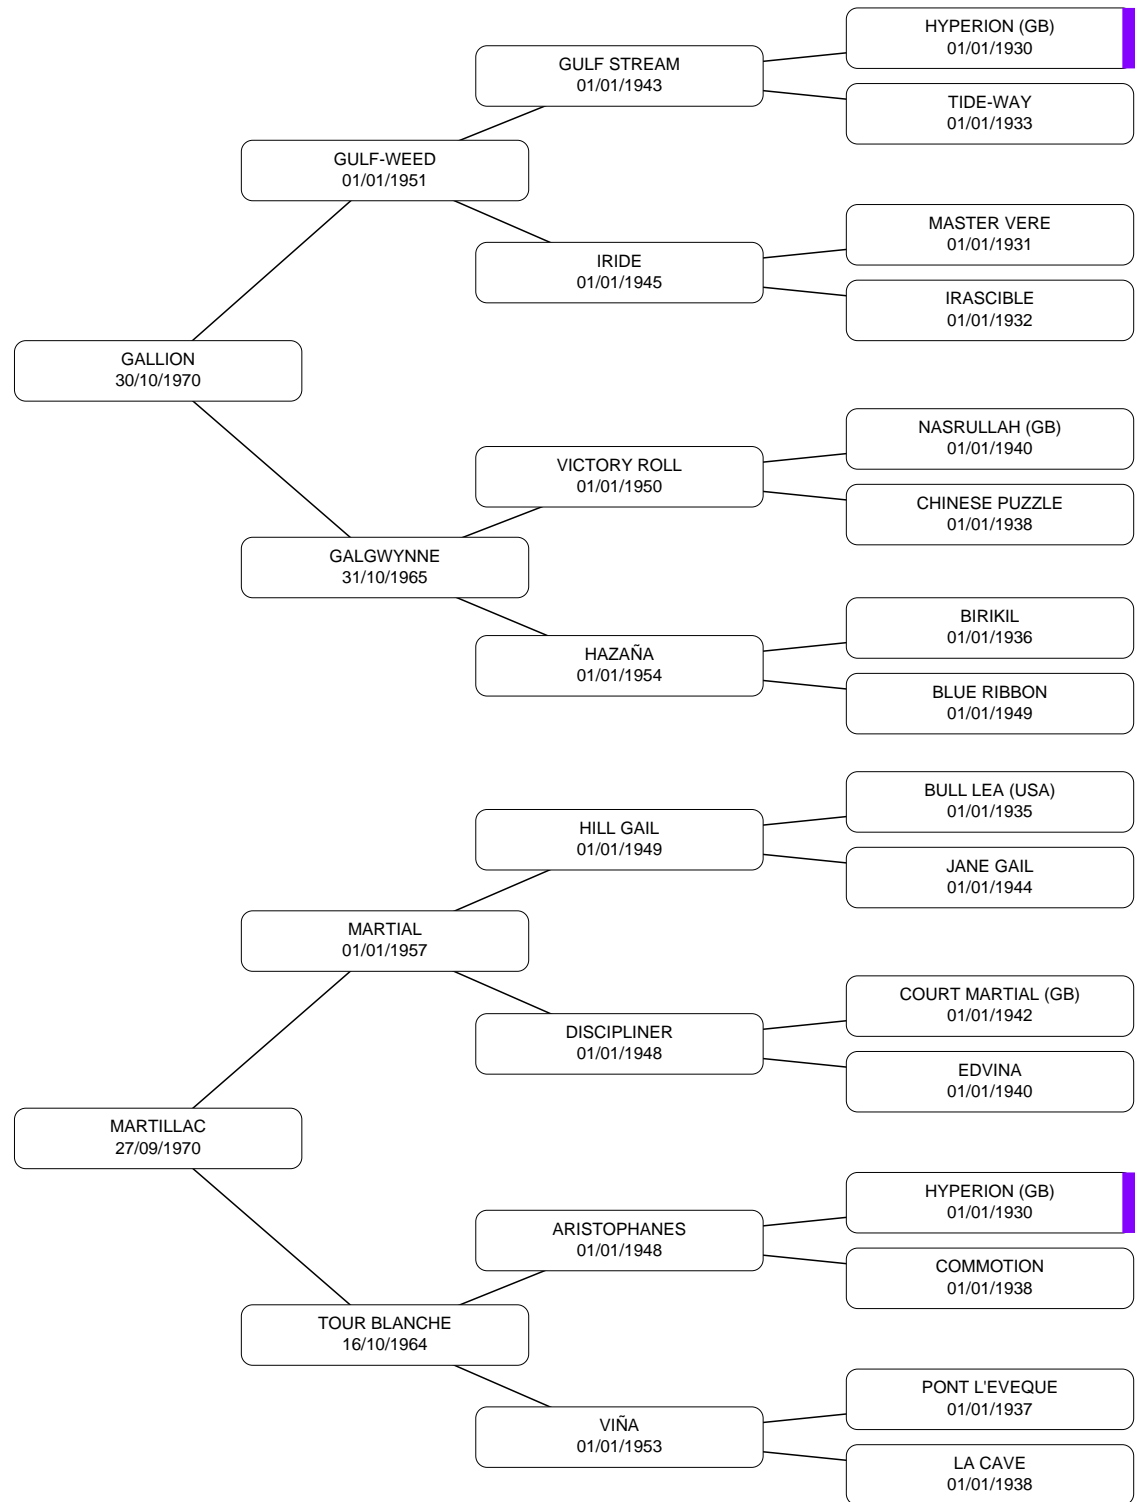 HYPERION (GB)
01/01/1930
GULF STREAM
01/01/1943
TIDE-WAY
01/01/1933
GULF-WEED
01/01/1951
MASTER VERE
01/01/1931
IRIDE
01/01/1945
IRASCIBLE
01/01/1932
GALLION
30/10/1970
NASRULLAH (GB)
01/01/1940
VICTORY ROLL
01/01/1950
CHINESE PUZZLE
01/01/1938
GALGWYNNE
31/10/1965
BIRIKIL
01/01/1936
HAZAÑA
01/01/1954
BLUE RIBBON
01/01/1949
BULL LEA (USA)
01/01/1935
HILL GAIL
01/01/1949
JANE GAIL
01/01/1944
MARTIAL
01/01/1957
COURT MARTIAL (GB)
01/01/1942
DISCIPLINER
01/01/1948
EDVINA
01/01/1940
MARTILLAC
27/09/1970
HYPERION (GB)
01/01/1930
ARISTOPHANES
01/01/1948
COMMOTION
01/01/1938
TOUR BLANCHE
16/10/1964
PONT L'EVEQUE
01/01/1937
VIÑA
01/01/1953
LA CAVE
01/01/1938